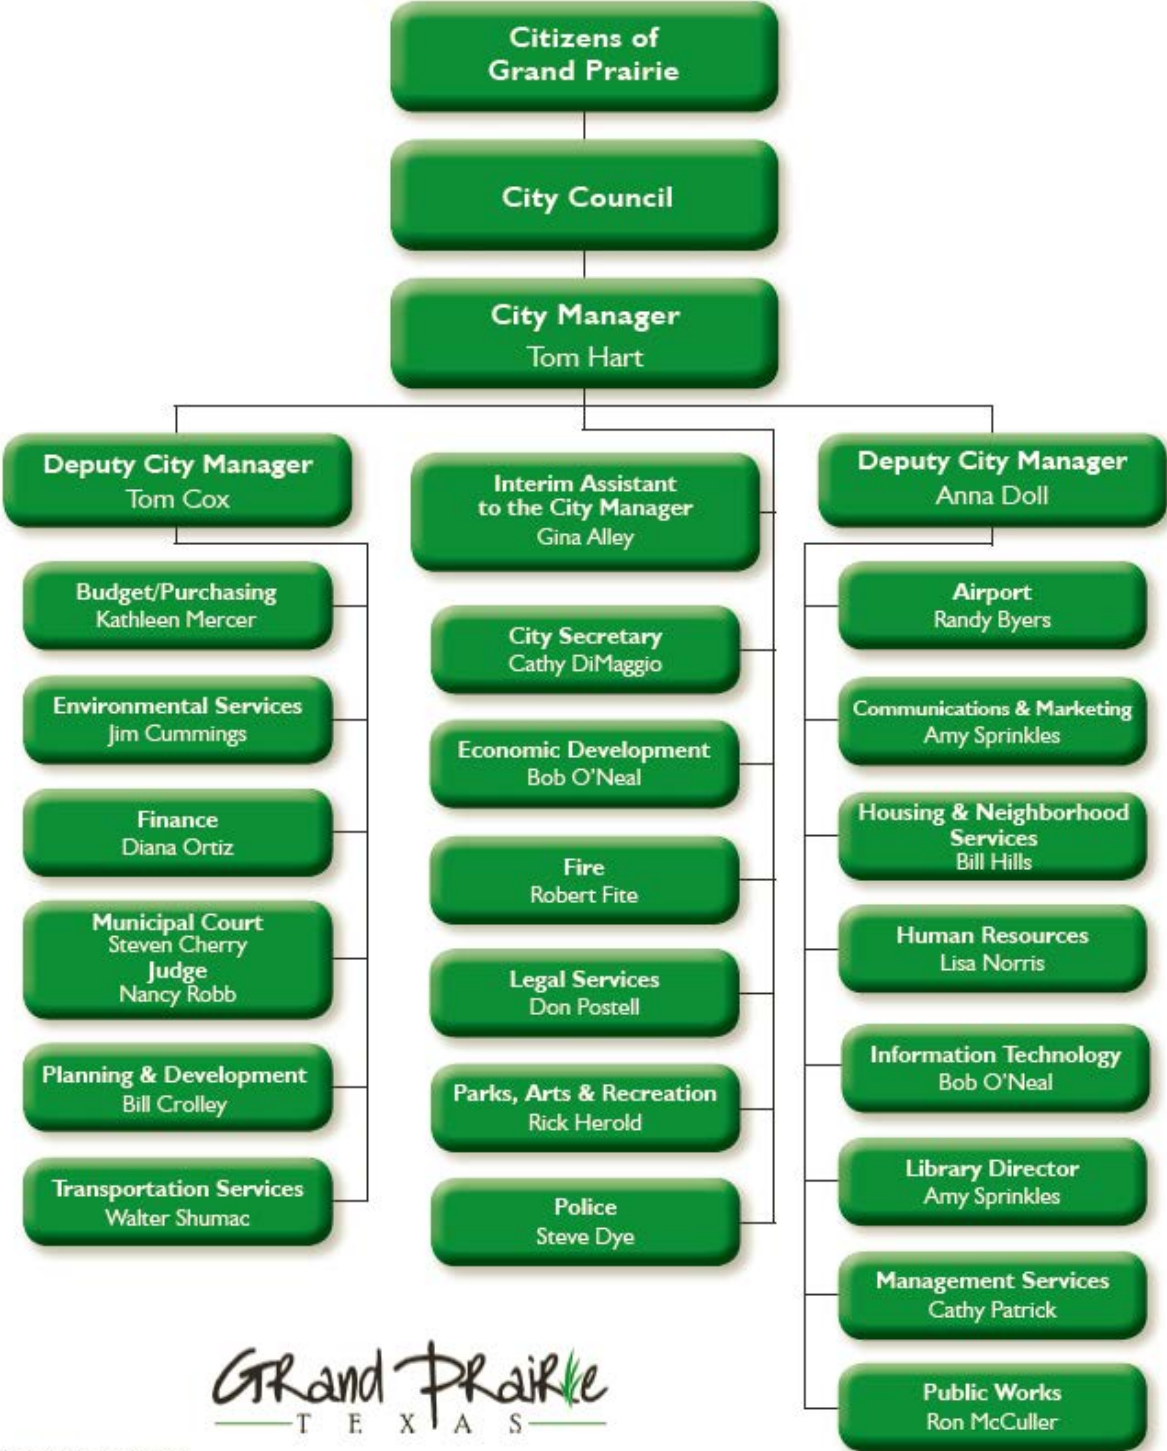 Citizens of
Grand Prairie
City Council
City Manager
Tom Hart
Deputy City Manager
Tom Cox
Budget/Purchasing
Kathleen Mercer
Environmental Services
Jim Cummings
Finance
Diana Ortiz
Municipal Court
Steven Cherry
Judge
Nancy Robb
Planning & Development
Bill Crolley
Transportation Services
Walter Shumac
Interim Assistant
to the City Manager
Gina Alley
City Secretary
Cathy DiMaggio
Economic Development
Bob O'Neal
Fire
Robert Fite
Legal Services
Don Postell
Parks, Arts & Recreation
Rick Herold
Police
Steve Dye
Deputy City Manager
Anna Doll
Airport
Randy Byers
Communications & Marketing
Amy Sprinkles
Housing & Neighborhood
Services
Bill Hills
Human Resources
Lisa Norris
Information Technology
Bob O'Neal
Library Director
Amy Sprinkles
Management Services
Cathy Patrick
Public Works
Ron McCuller
Grand Prairie
TEXAS